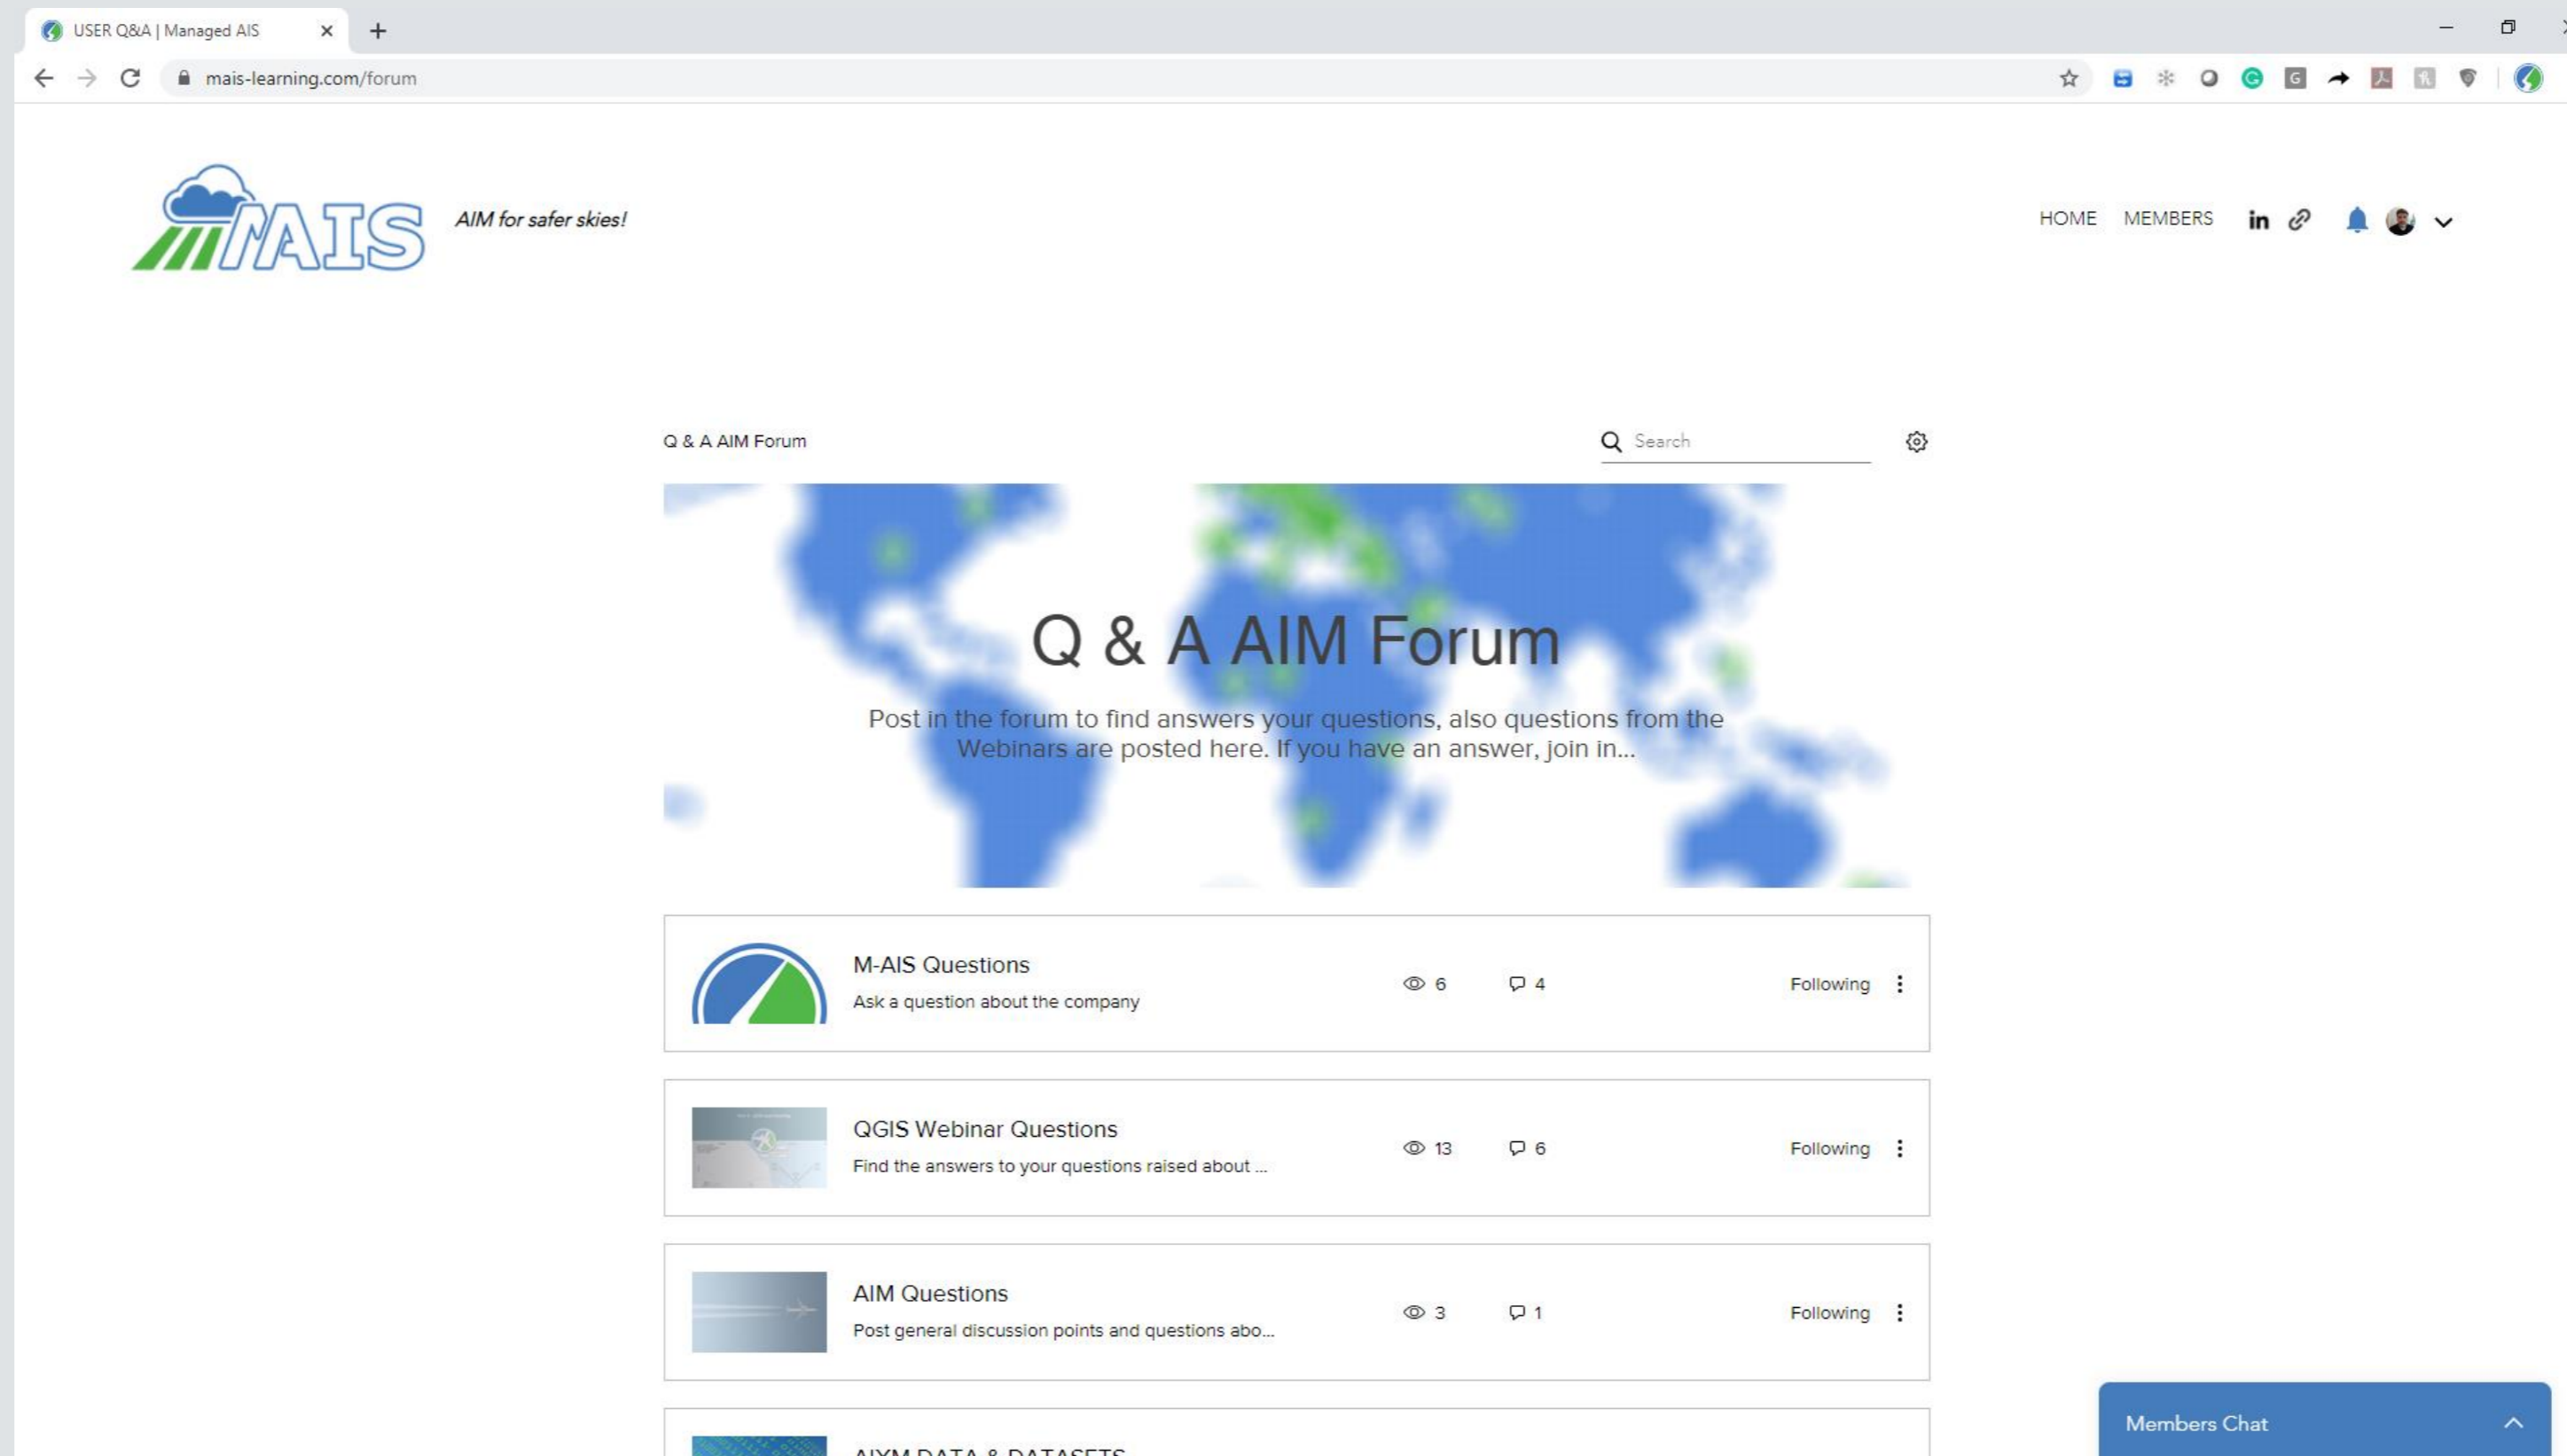 USER Q&A | Managed AIS
mais-learning.com/forum
MAIS
AIM for safer skies!
HOME MEMBERS in
Q & A AIM Forum
Search
Q & A AIM Forum
Post in the forum to find answers your questions, also questions from the
Webinars are posted here. If you have an answer, join in...
M-AIS Questions
Ask a question about the company
6 4 Following
QGIS Webinar Questions
Find the answers to your questions raised about ...
13 6 Following
AIM Questions
Post general discussion points and questions abo...
3 1 Following
AIXM DATA & DATASETS
Members Chat